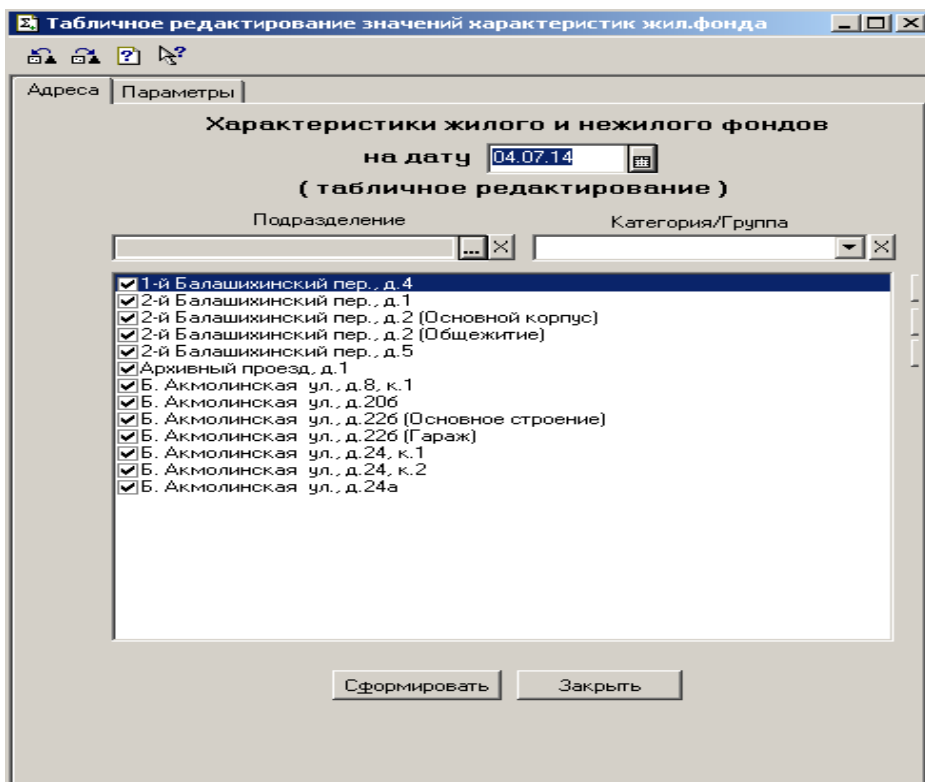 Табличное редактирование значений характеристик жил.фонда
Адреса Параметры
Характеристики жилого и нежилого фондов
на дату 04.07.14
( табличное редактирование )
Подразделение Категория/Группа
...
1-й Балашихинский пер., д.4
2-й Балашихинский пер., д.1
2-й Балашихинский пер., д.2 (Основной корпус)
2-й Балашихинский пер., д.2 (Общежитие)
2-й Балашихинский пер., д.5
Архивный проезд, д.1
Б. Акмолинская ул., д.8, к.1
Б. Акмолинская ул., д.20б
Б. Акмолинская ул., д.22б (Основное строение)
Б. Акмолинская ул., д.22б (Гараж)
Б. Акмолинская ул., д.24, к.1
Б. Акмолинская ул., д.24, к.2
Б. Акмолинская ул., д.24а
Сформировать Закрыть